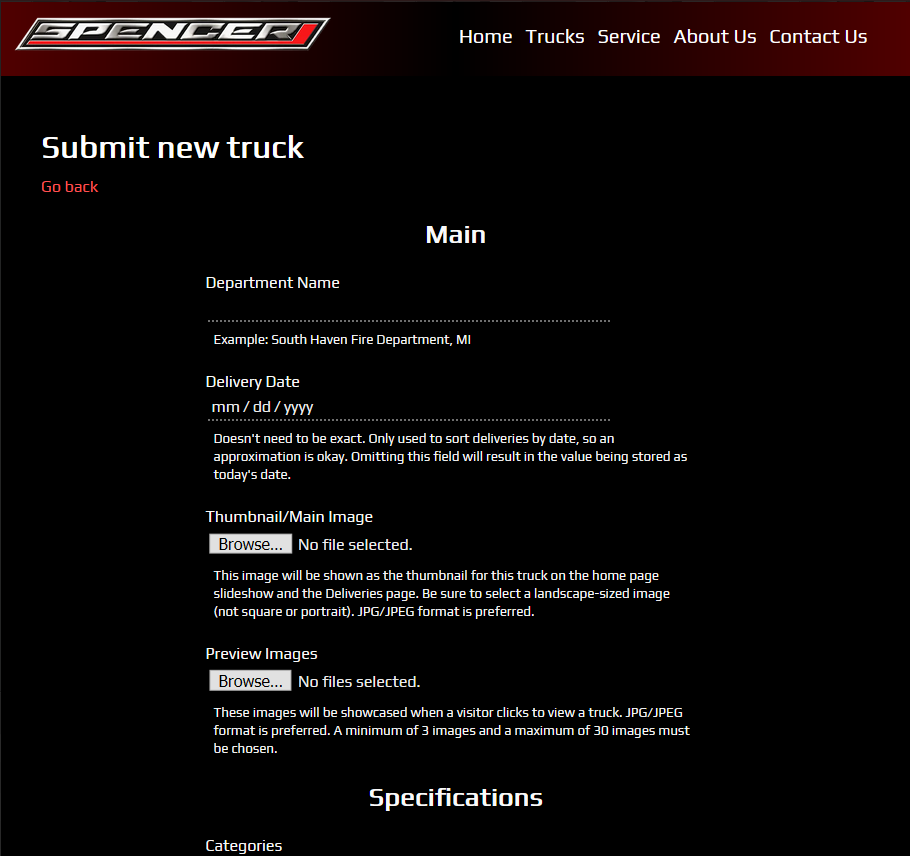 SPENCER
Home Trucks Service About Us Contact Us
Submit new truck
Go back
Main
Department Name
Example: South Haven Fire Department, MI
Delivery Date
mm / dd / yyyy
Doesn't need to be exact. Only used to sort deliveries by date, so an
approximation is okay. Omitting this field will result in the value being stored as
today's date.
Thumbnail/Main Image
Browse... No file selected.
This image will be shown as the thumbnail for this truck on the home page
slideshow and the Deliveries page. Be sure to select a landscape-sized image
(not square or portrait). JPG/JPEG format is preferred.
Preview Images
Browse... No files selected.
These images will be showcased when a visitor clicks to view a truck. JPG/JPEG
format is preferred. A minimum of 3 images and a maximum of 30 images must
be chosen.
Specifications
Categories